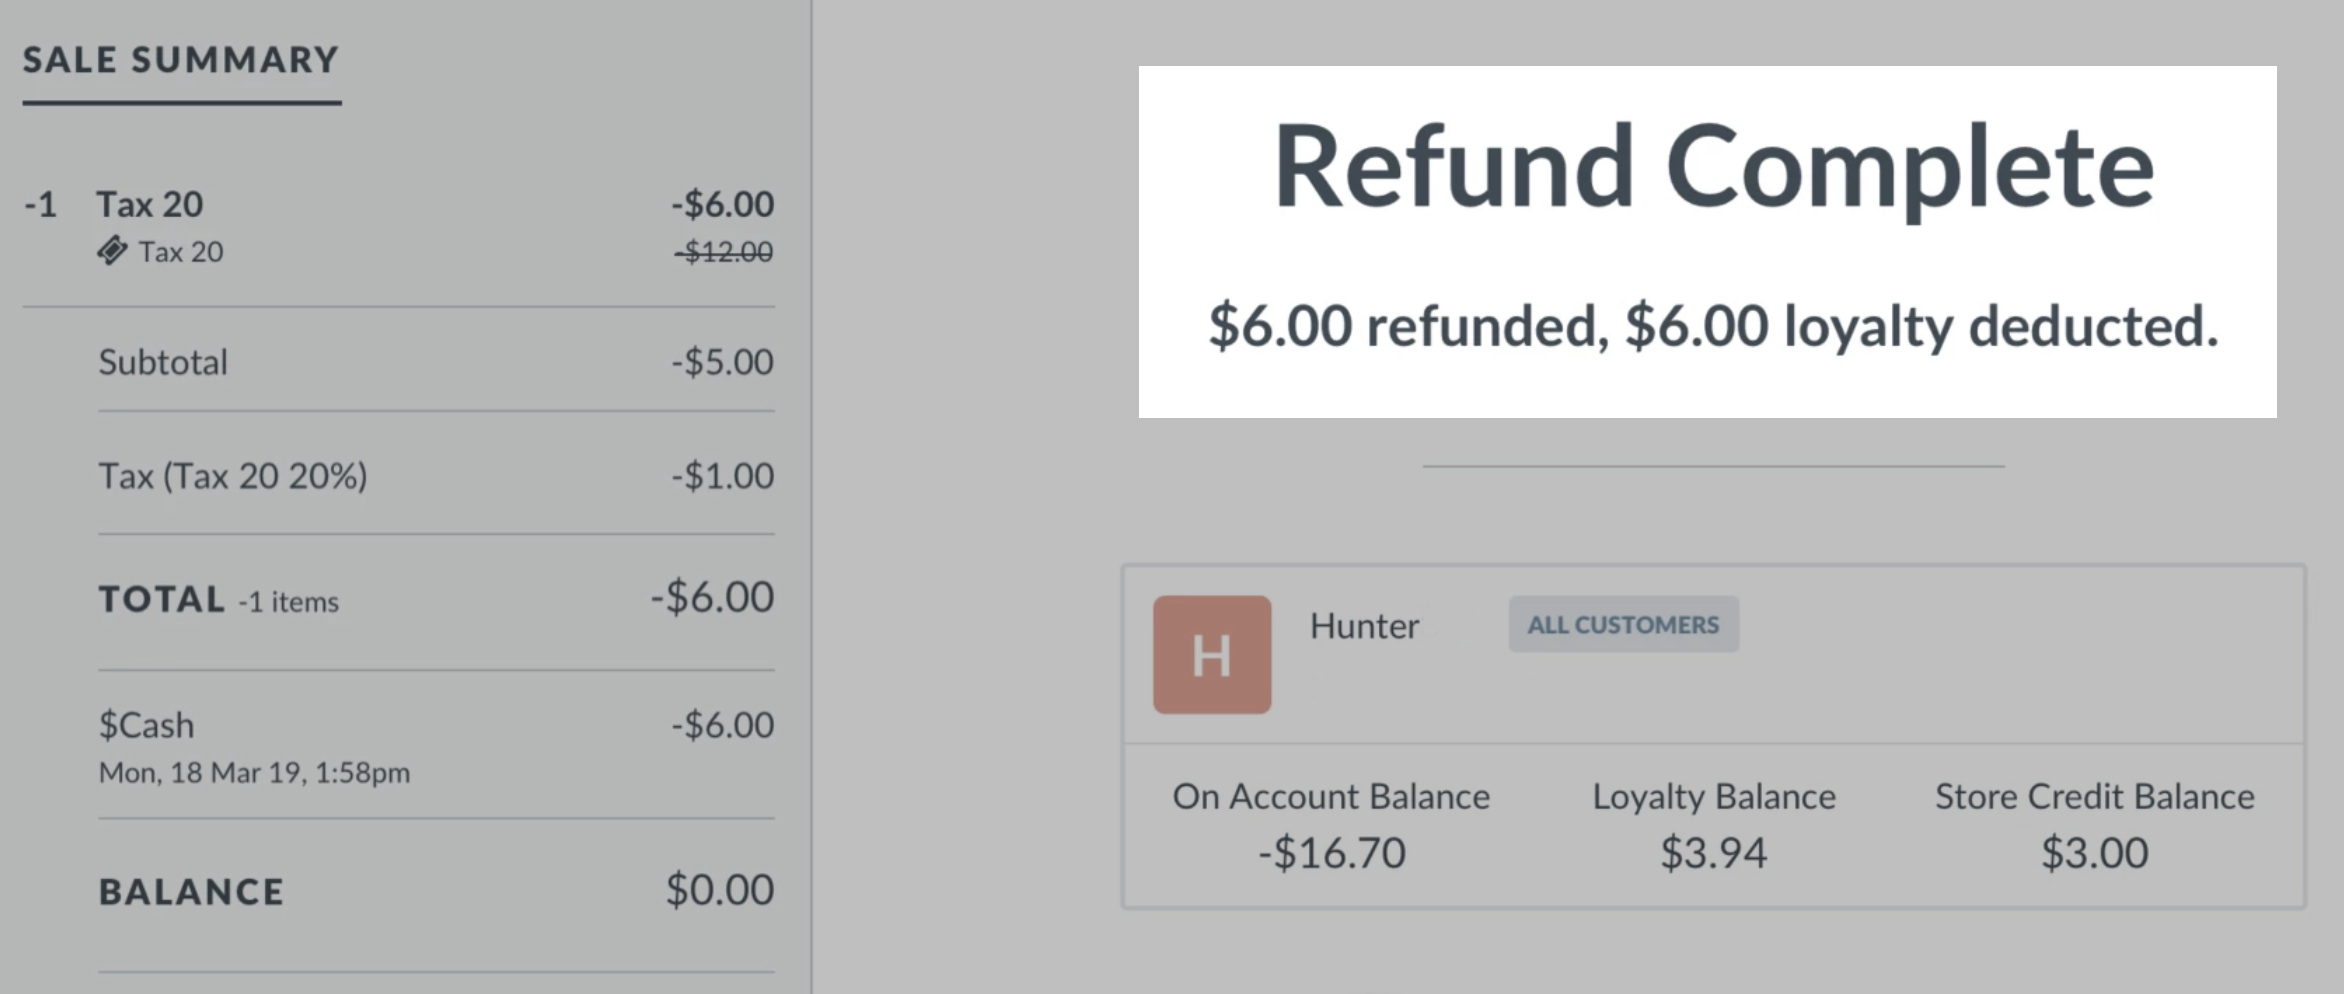 SALE SUMMARY
-1 Tax 20 -$6.00
Tax 20 -$12.00
Subtotal -$5.00
Tax (Tax 20 20%) -$1.00
TOTAL -1 items -$6.00
$Cash -$6.00
Mon, 18 Mar 19, 1:58pm
BALANCE $0.00
Refund Complete
$6.00 refunded, $6.00 loyalty deducted.
H Hunter ALL CUSTOMERS
On Account Balance Loyalty Balance Store Credit Balance
-$16.70 $3.94 $3.00